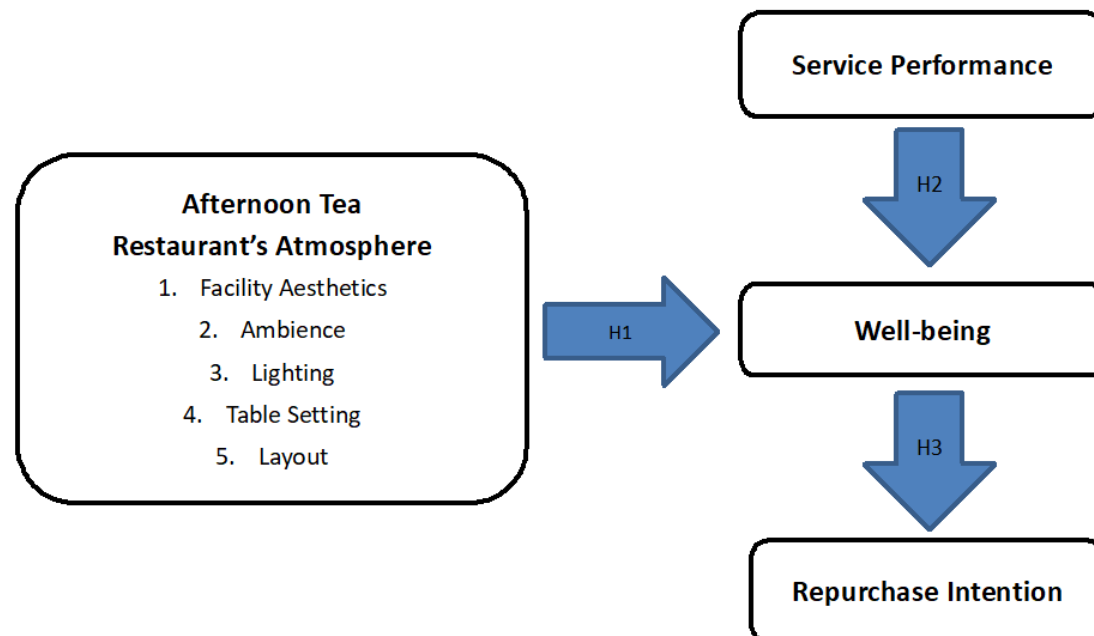 Service Performance
H2
Afternoon Tea
Restaurant’s Atmosphere
1. Facility Aesthetics
2. Ambience
3. Lighting
4. Table Setting
5. Layout
H1
Well-being
H3
Repurchase Intention